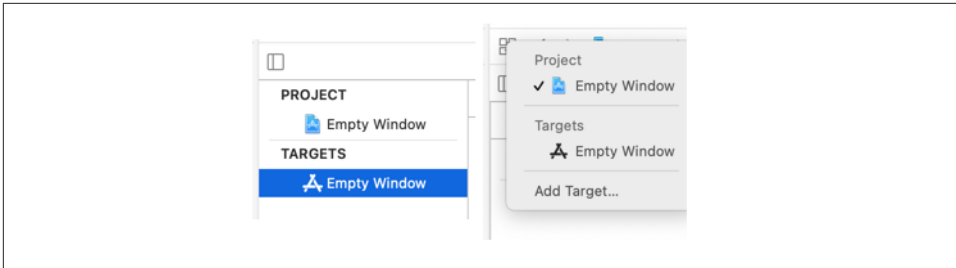 PROJECT
Empty Window
TARGETS
Empty Window
Project
✓ Empty Window
Targets
Empty Window
Add Target...